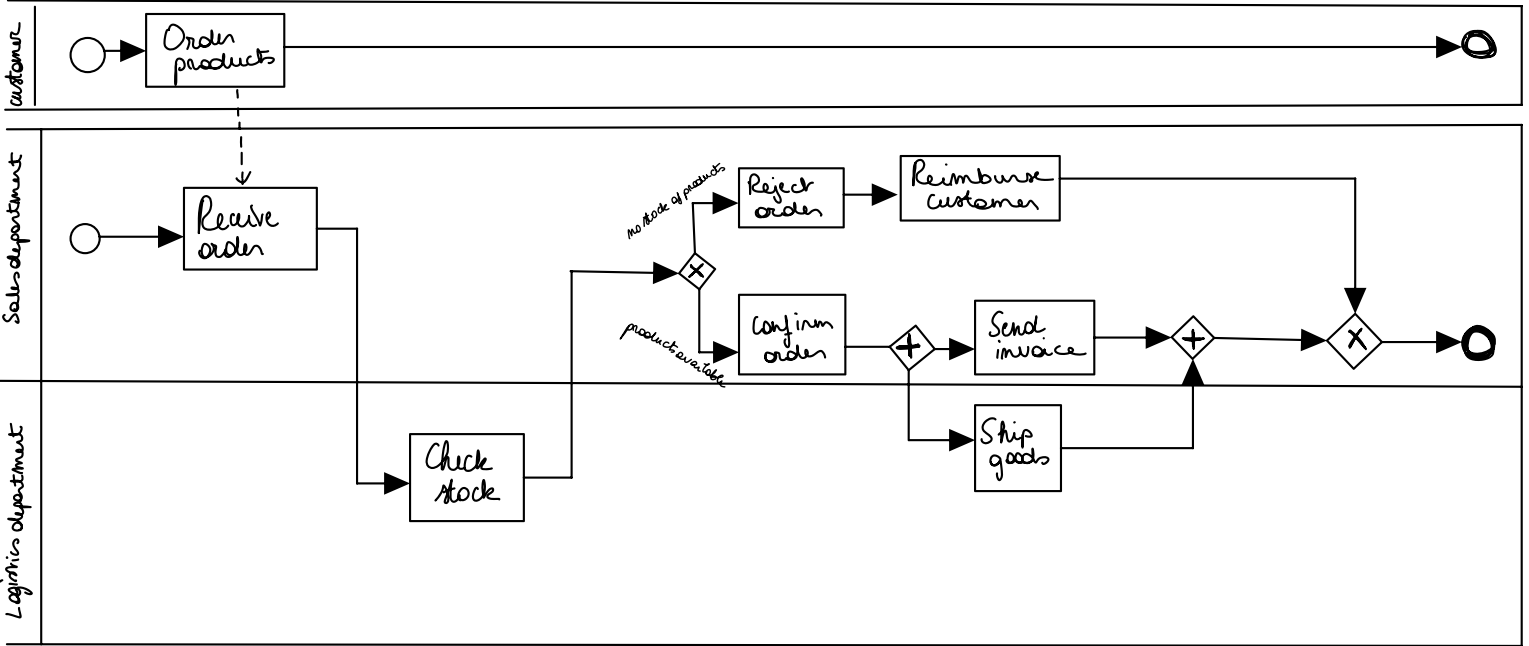 customer
Order
products
Sales department
Receive
order
no stock of products
Reject
order
Reimburse
customer
products available
Confirm
order
Send
invoice
Logistics department
Check
stock
Ship
goods